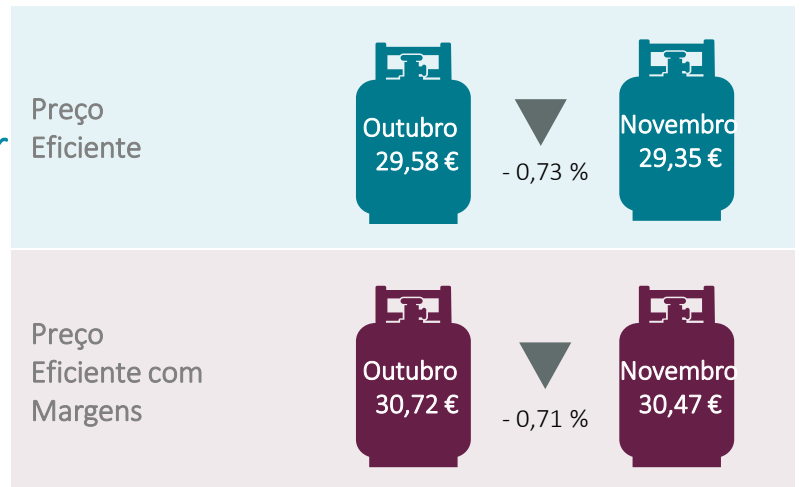 Preço
Eficiente
Outubro
29,58 €
- 0,73 %
Novembro
29,35 €
Preço
Eficiente com
Margens
Outubro
30,72 €
- 0,71 %
Novembro
30,47 €